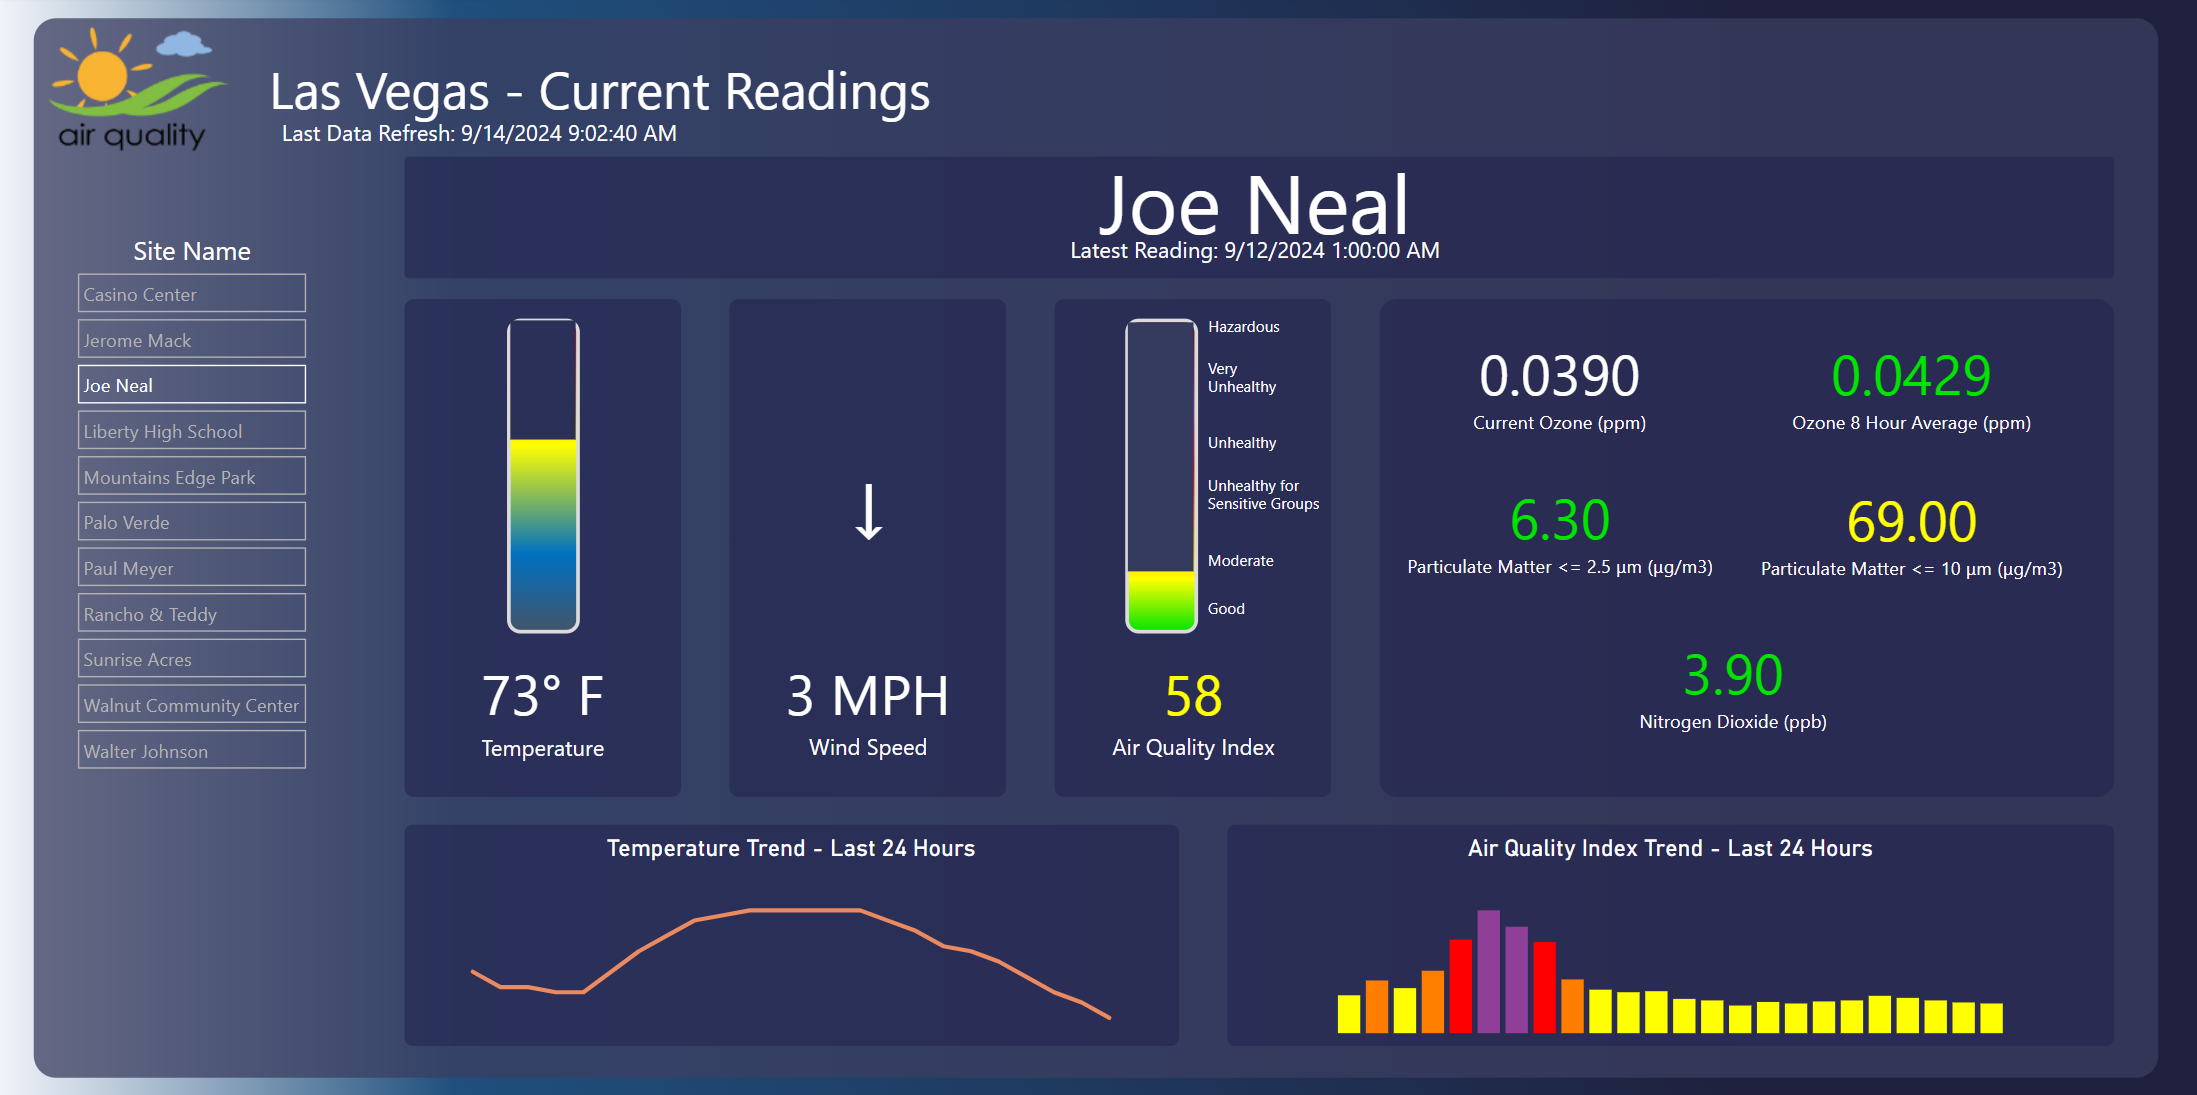 air quality
Las Vegas - Current Readings
Last Data Refresh: 9/14/2024 9:02:40 AM
Joe Neal
Latest Reading: 9/12/2024 1:00:00 AM
Site Name
Casino Center
Jerome Mack
Joe Neal
Liberty High School
Mountains Edge Park
Palo Verde
Paul Meyer
Rancho & Teddy
Sunrise Acres
Walnut Community Center
Walter Johnson
73° F
Temperature
↓
3 MPH
Wind Speed
Hazardous
Very
Unhealthy
Unhealthy
Unhealthy for
Sensitive Groups
Moderate
Good
58
Air Quality Index
0.0390
Current Ozone (ppm)
0.0429
Ozone 8 Hour Average (ppm)
6.30
Particulate Matter <= 2.5 μm (μg/m3)
69.00
Particulate Matter <= 10 μm (μg/m3)
3.90
Nitrogen Dioxide (ppb)
Temperature Trend - Last 24 Hours
Air Quality Index Trend - Last 24 Hours